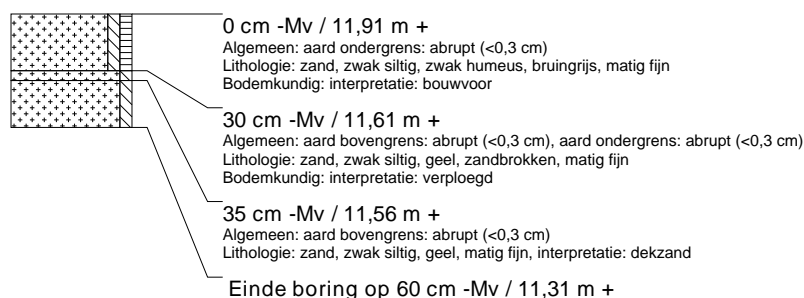 0 cm -Mv / 11,91 m +
Algemeen: aard ondergrens: abrupt (<0,3 cm)
Lithologie: zand, zwak siltig, zwak humeus, bruingrijs, matig fijn
Bodemkundig: interpretatie: bouwvoor
30 cm -Mv / 11,61 m +
Algemeen: aard bovengrens: abrupt (<0,3 cm), aard ondergrens: abrupt (<0,3 cm)
Lithologie: zand, zwak siltig, geel, zandbrokken, matig fijn
Bodemkundig: interpretatie: verploegd
35 cm -Mv / 11,56 m +
Algemeen: aard bovengrens: abrupt (<0,3 cm)
Lithologie: zand, zwak siltig, geel, matig fijn, interpretatie: dekzand
Einde boring op 60 cm -Mv / 11,31 m +